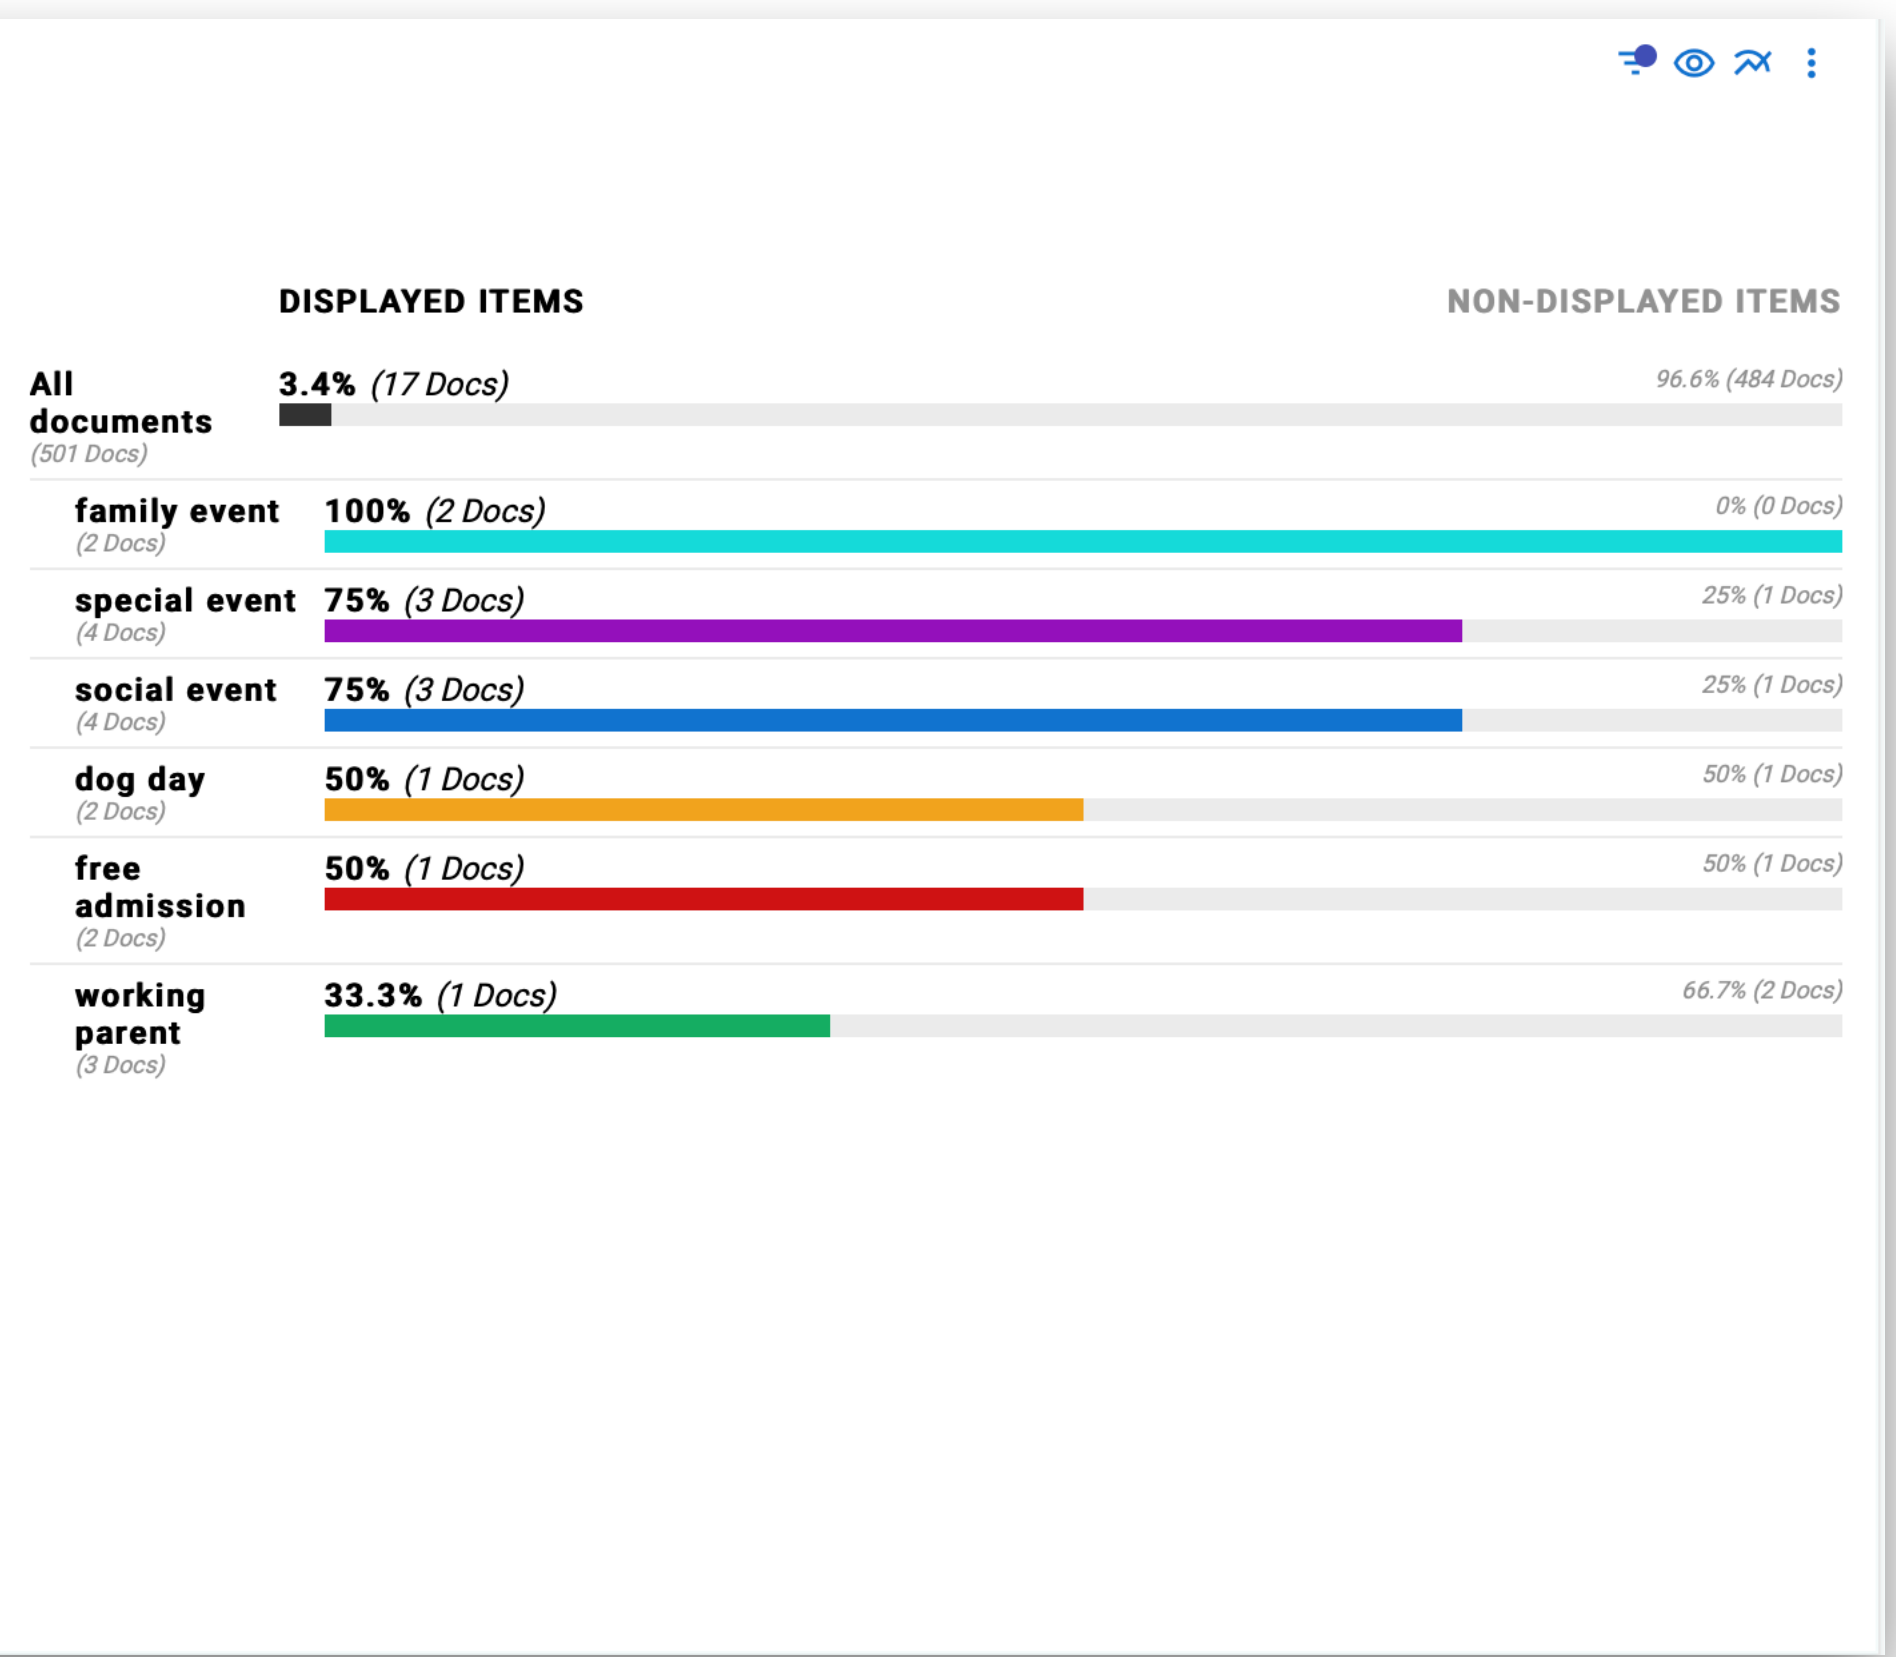 DISPLAYED ITEMS NON-DISPLAYED ITEMS
All documents
(501 Docs)
3.4% (17 Docs)
96.6% (484 Docs)
family event
(2 Docs)
100% (2 Docs)
0% (0 Docs)
special event
(4 Docs)
75% (3 Docs)
25% (1 Docs)
social event
(4 Docs)
75% (3 Docs)
25% (1 Docs)
dog day
(2 Docs)
50% (1 Docs)
50% (1 Docs)
free
admission
(2 Docs)
50% (1 Docs)
50% (1 Docs)
working
parent
(3 Docs)
33.3% (1 Docs)
66.7% (2 Docs)